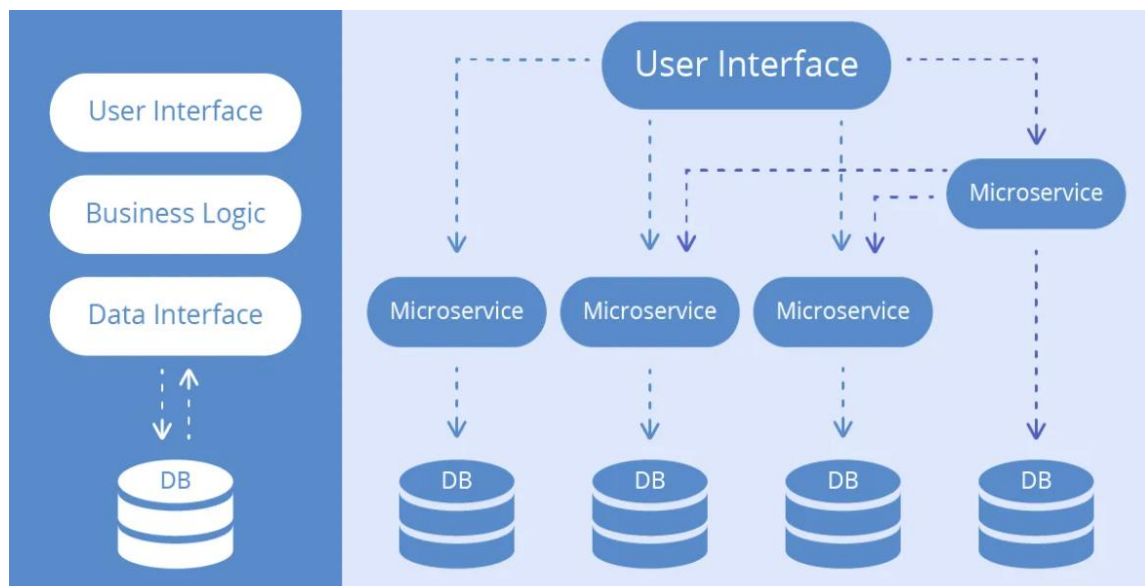 User Interface
Business Logic
Data Interface
DB
User Interface
Microservice
Microservice
Microservice
Microservice
DB
DB
DB
DB